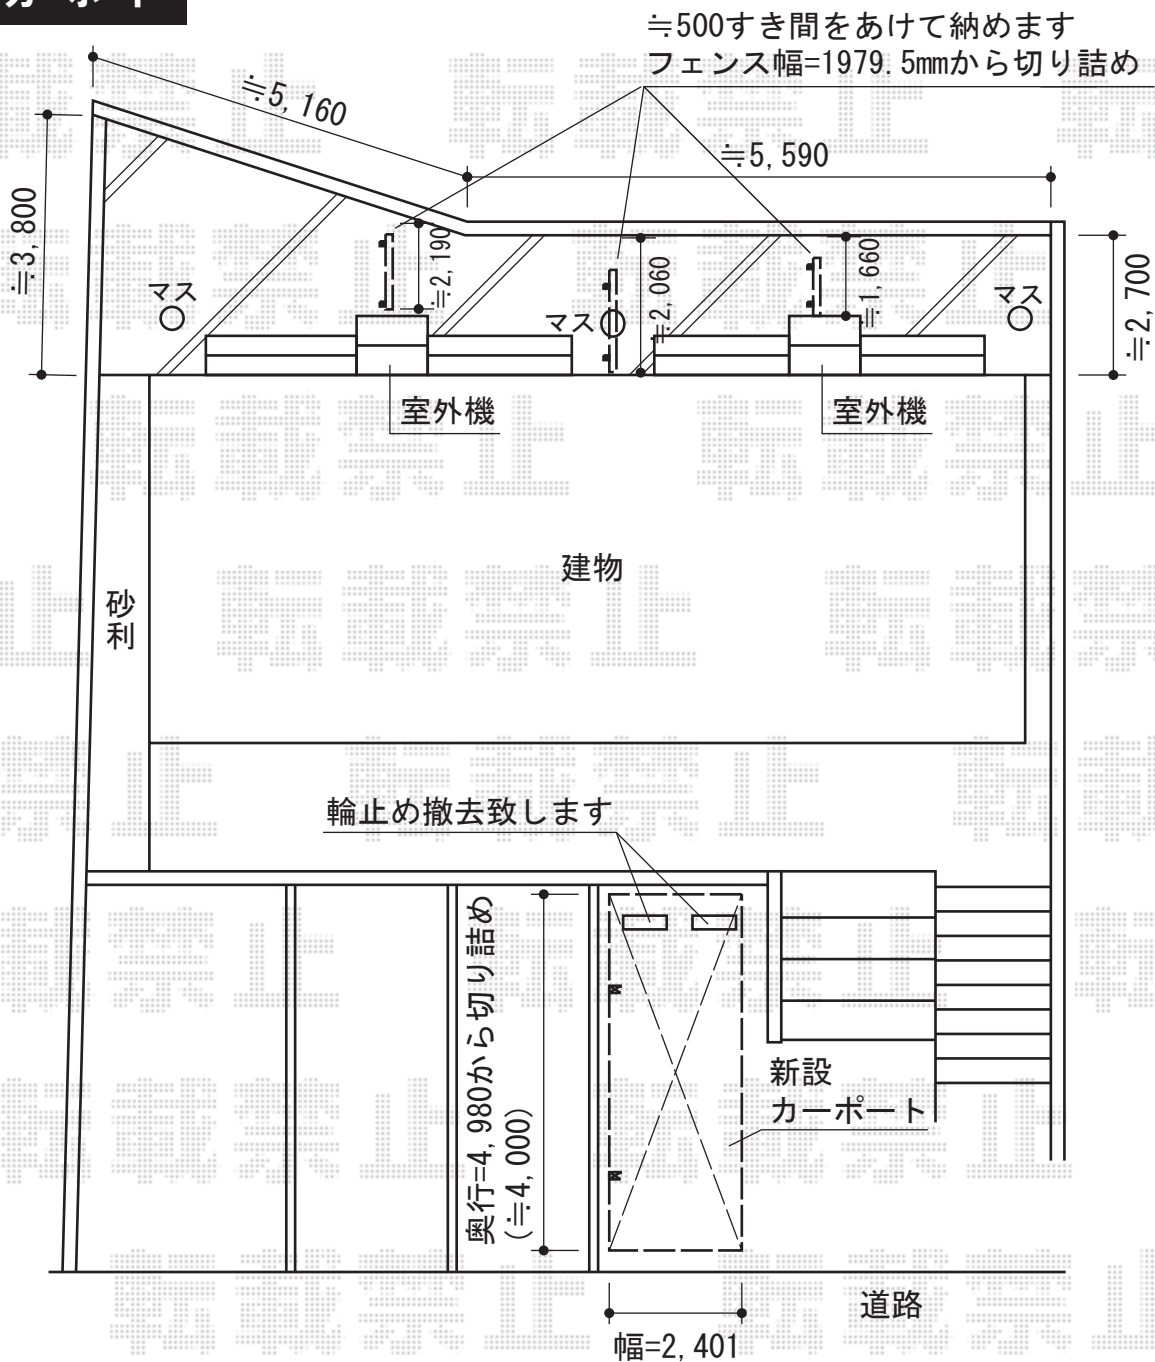 ≒500すき間をあけて納めます
フェンス幅=1979.5mmから切り詰め
≒5,160
≒5,590
≒3,800
≒2,190
≒2,060
≒1,660
≒2,700
マス
マス
マス
室外機
室外機
建物
砂利
輪止め撤去致します
奥行=4,980から切り詰め
(≒4,000)
新設
カーポート
道路
幅=2,401
転載禁止